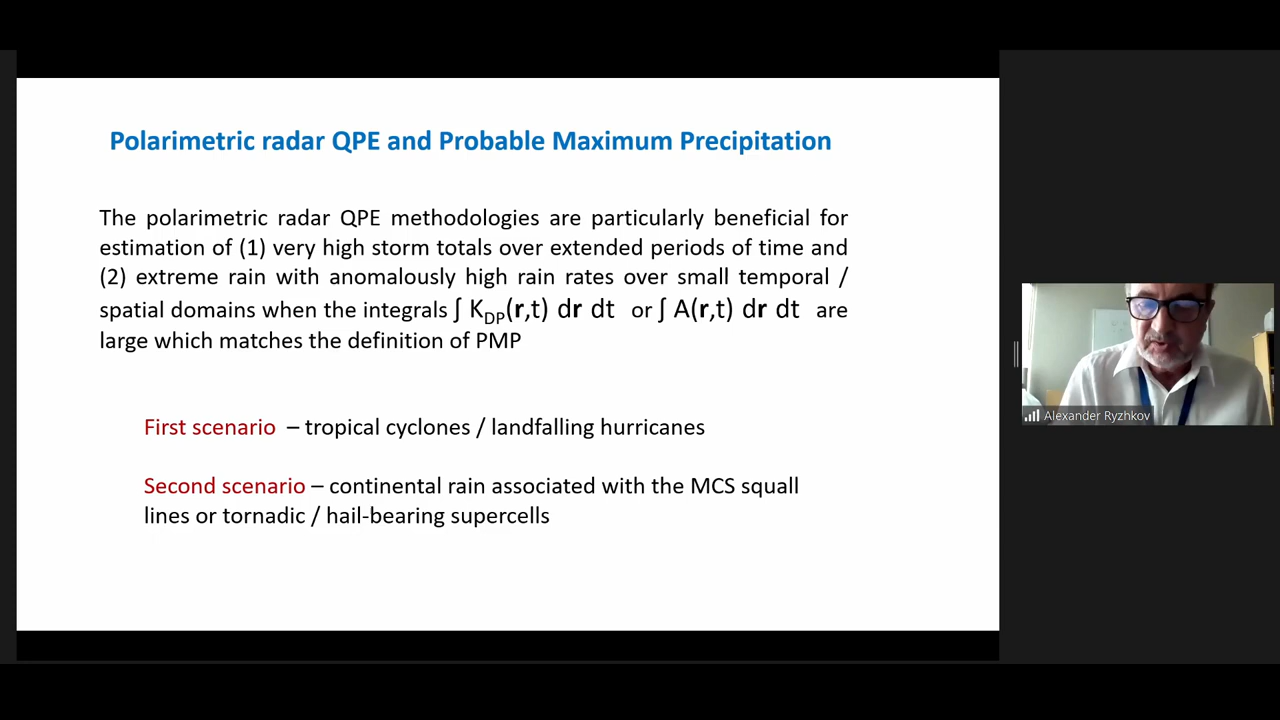 Polarimetric radar QPE and Probable Maximum Precipitation
The polarimetric radar QPE methodologies are particularly beneficial for
estimation of (1) very high storm totals over extended periods of time and
(2) extreme rain with anomalously high rain rates over small temporal /
spatial domains when the integrals ∫ K_DP(r,t) dr dt or ∫ A(r,t) dr dt are
large which matches the definition of PMP
First scenario – tropical cyclones / landfalling hurricanes
Second scenario – continental rain associated with the MCS squall
lines or tornadic / hail-bearing supercells
Alexander Ryzhkov